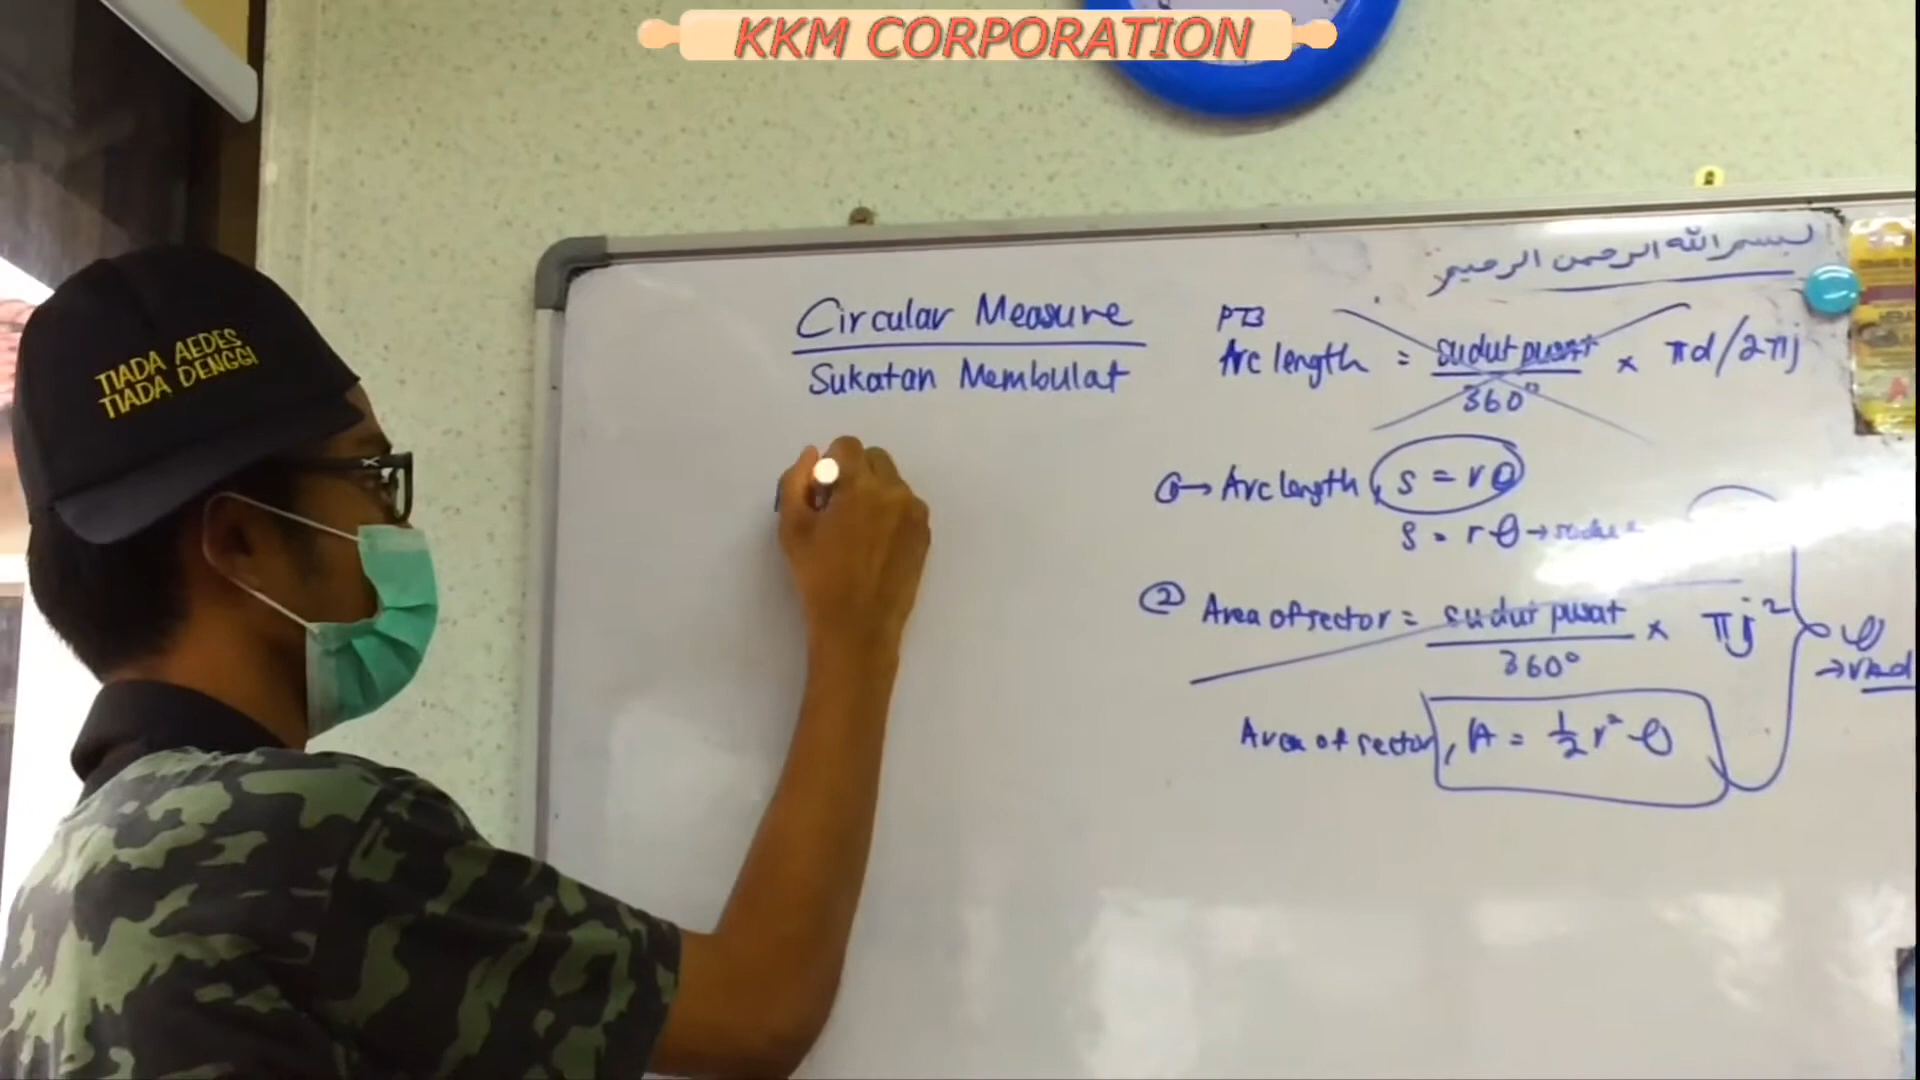 KKM CORPORATION
TIADA AEDES
TIADA DENGGI
بسم الله الرحمن الرحيم
Circular Measure
Sukatan Membulat
PT3
Arc length = sudut pusat / 360° × πd/2πj
① → Arc length, s = rθ
s = rθ → sudut
② Area of sector = sudut pusat / 360° × πj²
θ
→ rad
Area of sector, A = ½ r² θ